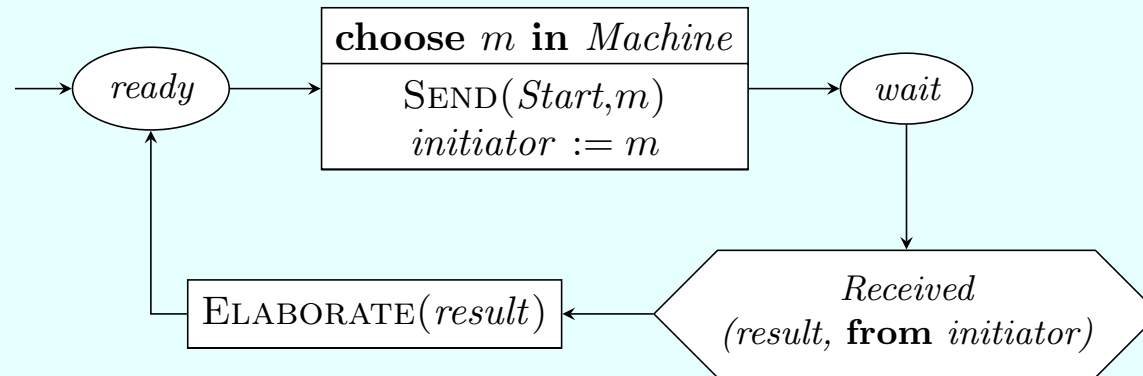 ready
choose m in Machine
SEND(Start,m)
initiator := m
wait
Received
(result, from initiator)
ELABORATE(result)